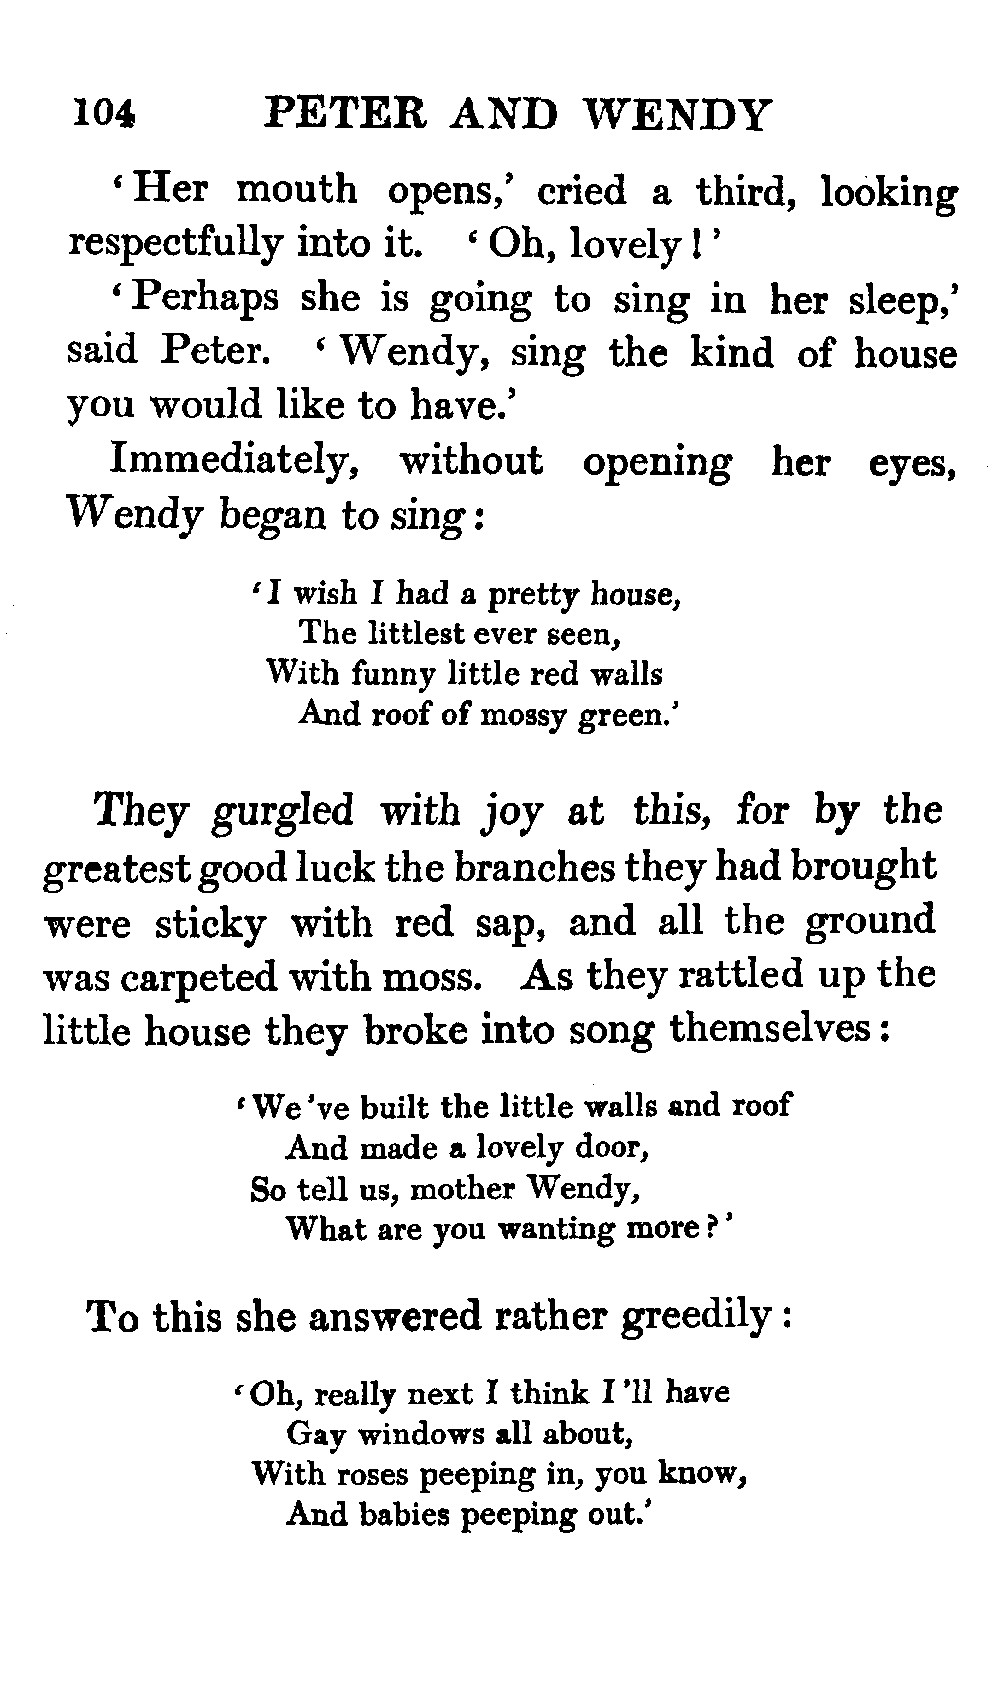 104 PETER AND WENDY
‘Her mouth opens,’ cried a third, looking
respectfully into it. ‘Oh, lovely!’
‘Perhaps she is going to sing in her sleep,’
said Peter. ‘Wendy, sing the kind of house
you would like to have.’
Immediately, without opening her eyes,
Wendy began to sing:
‘I wish I had a pretty house,
The littlest ever seen,
With funny little red walls
And roof of mossy green.’
They gurgled with joy at this, for by the
greatest good luck the branches they had brought
were sticky with red sap, and all the ground
was carpeted with moss. As they rattled up the
little house they broke into song themselves:
‘We’ve built the little walls and roof
And made a lovely door,
So tell us, mother Wendy,
What are you wanting more?’
To this she answered rather greedily:
‘Oh, really next I think I’ll have
Gay windows all about,
With roses peeping in, you know,
And babies peeping out.’